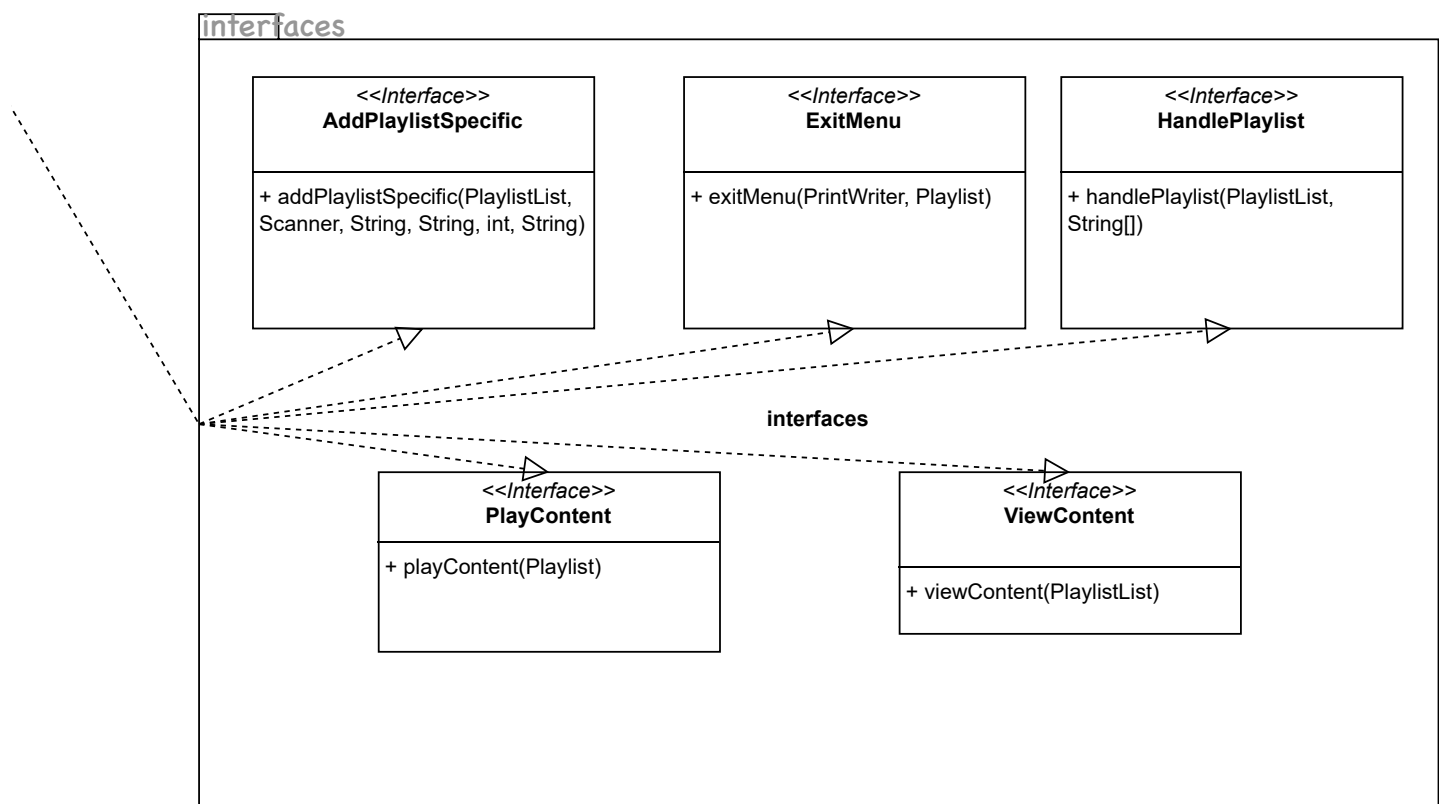 interfaces
<<Interface>>
AddPlaylistSpecific
+ addPlaylistSpecific(PlaylistList,
Scanner, String, String, int, String)
<<Interface>>
ExitMenu
+ exitMenu(PrintWriter, Playlist)
<<Interface>>
HandlePlaylist
+ handlePlaylist(PlaylistList,
String[])
interfaces
<<Interface>>
PlayContent
+ playContent(Playlist)
<<Interface>>
ViewContent
+ viewContent(PlaylistList)